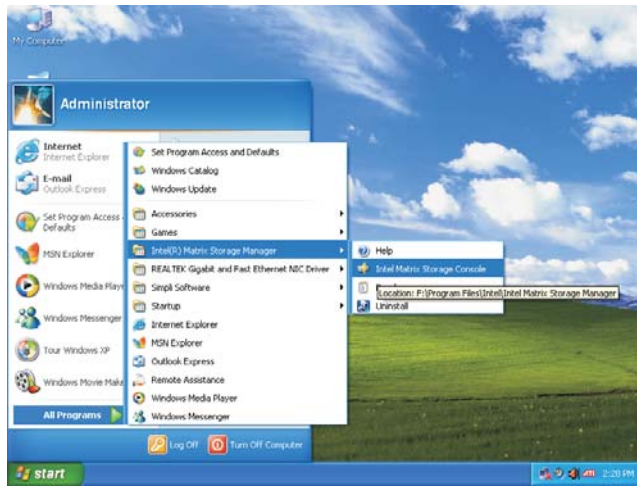 My Computer
Administrator
Internet
Internet Explorer
E-mail
Outlook Express
Set Program Access
Defaults
MSN Explorer
Windows Media Play
Windows Messenger
Tour Windows XP
Windows Movie Make
All Programs
Set Program Access and Defaults
Windows Catalog
Windows Update
Accessories
Games
Intel(R) Matrix Storage Manager
REALTEK Gigabit and Fast Ethernet NIC Driver
Simpli Software
Startup
Internet Explorer
MSN Explorer
Outlook Express
Remote Assistance
Windows Media Player
Windows Messenger
Help
Intel Matrix Storage Console
Location: F:\Program Files\Intel\Intel Matrix Storage Manager
Uninstall
Log Off
Turn Off Computer
start
ATI
2:28 PM